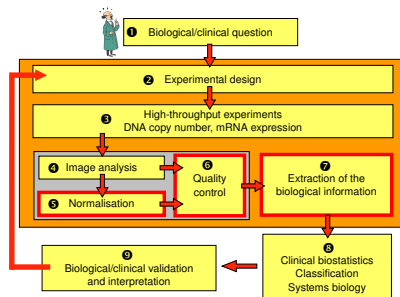 ❶ Biological/clinical question
❷ Experimental design
❸ High-throughput experiments
DNA copy number, mRNA expression
❹ Image analysis
❺ Normalisation
❻
Quality
control
❼
Extraction of the
biological information
❽
Clinical biostatistics
Classification
Systems biology
❾
Biological/clinical validation
and interpretation